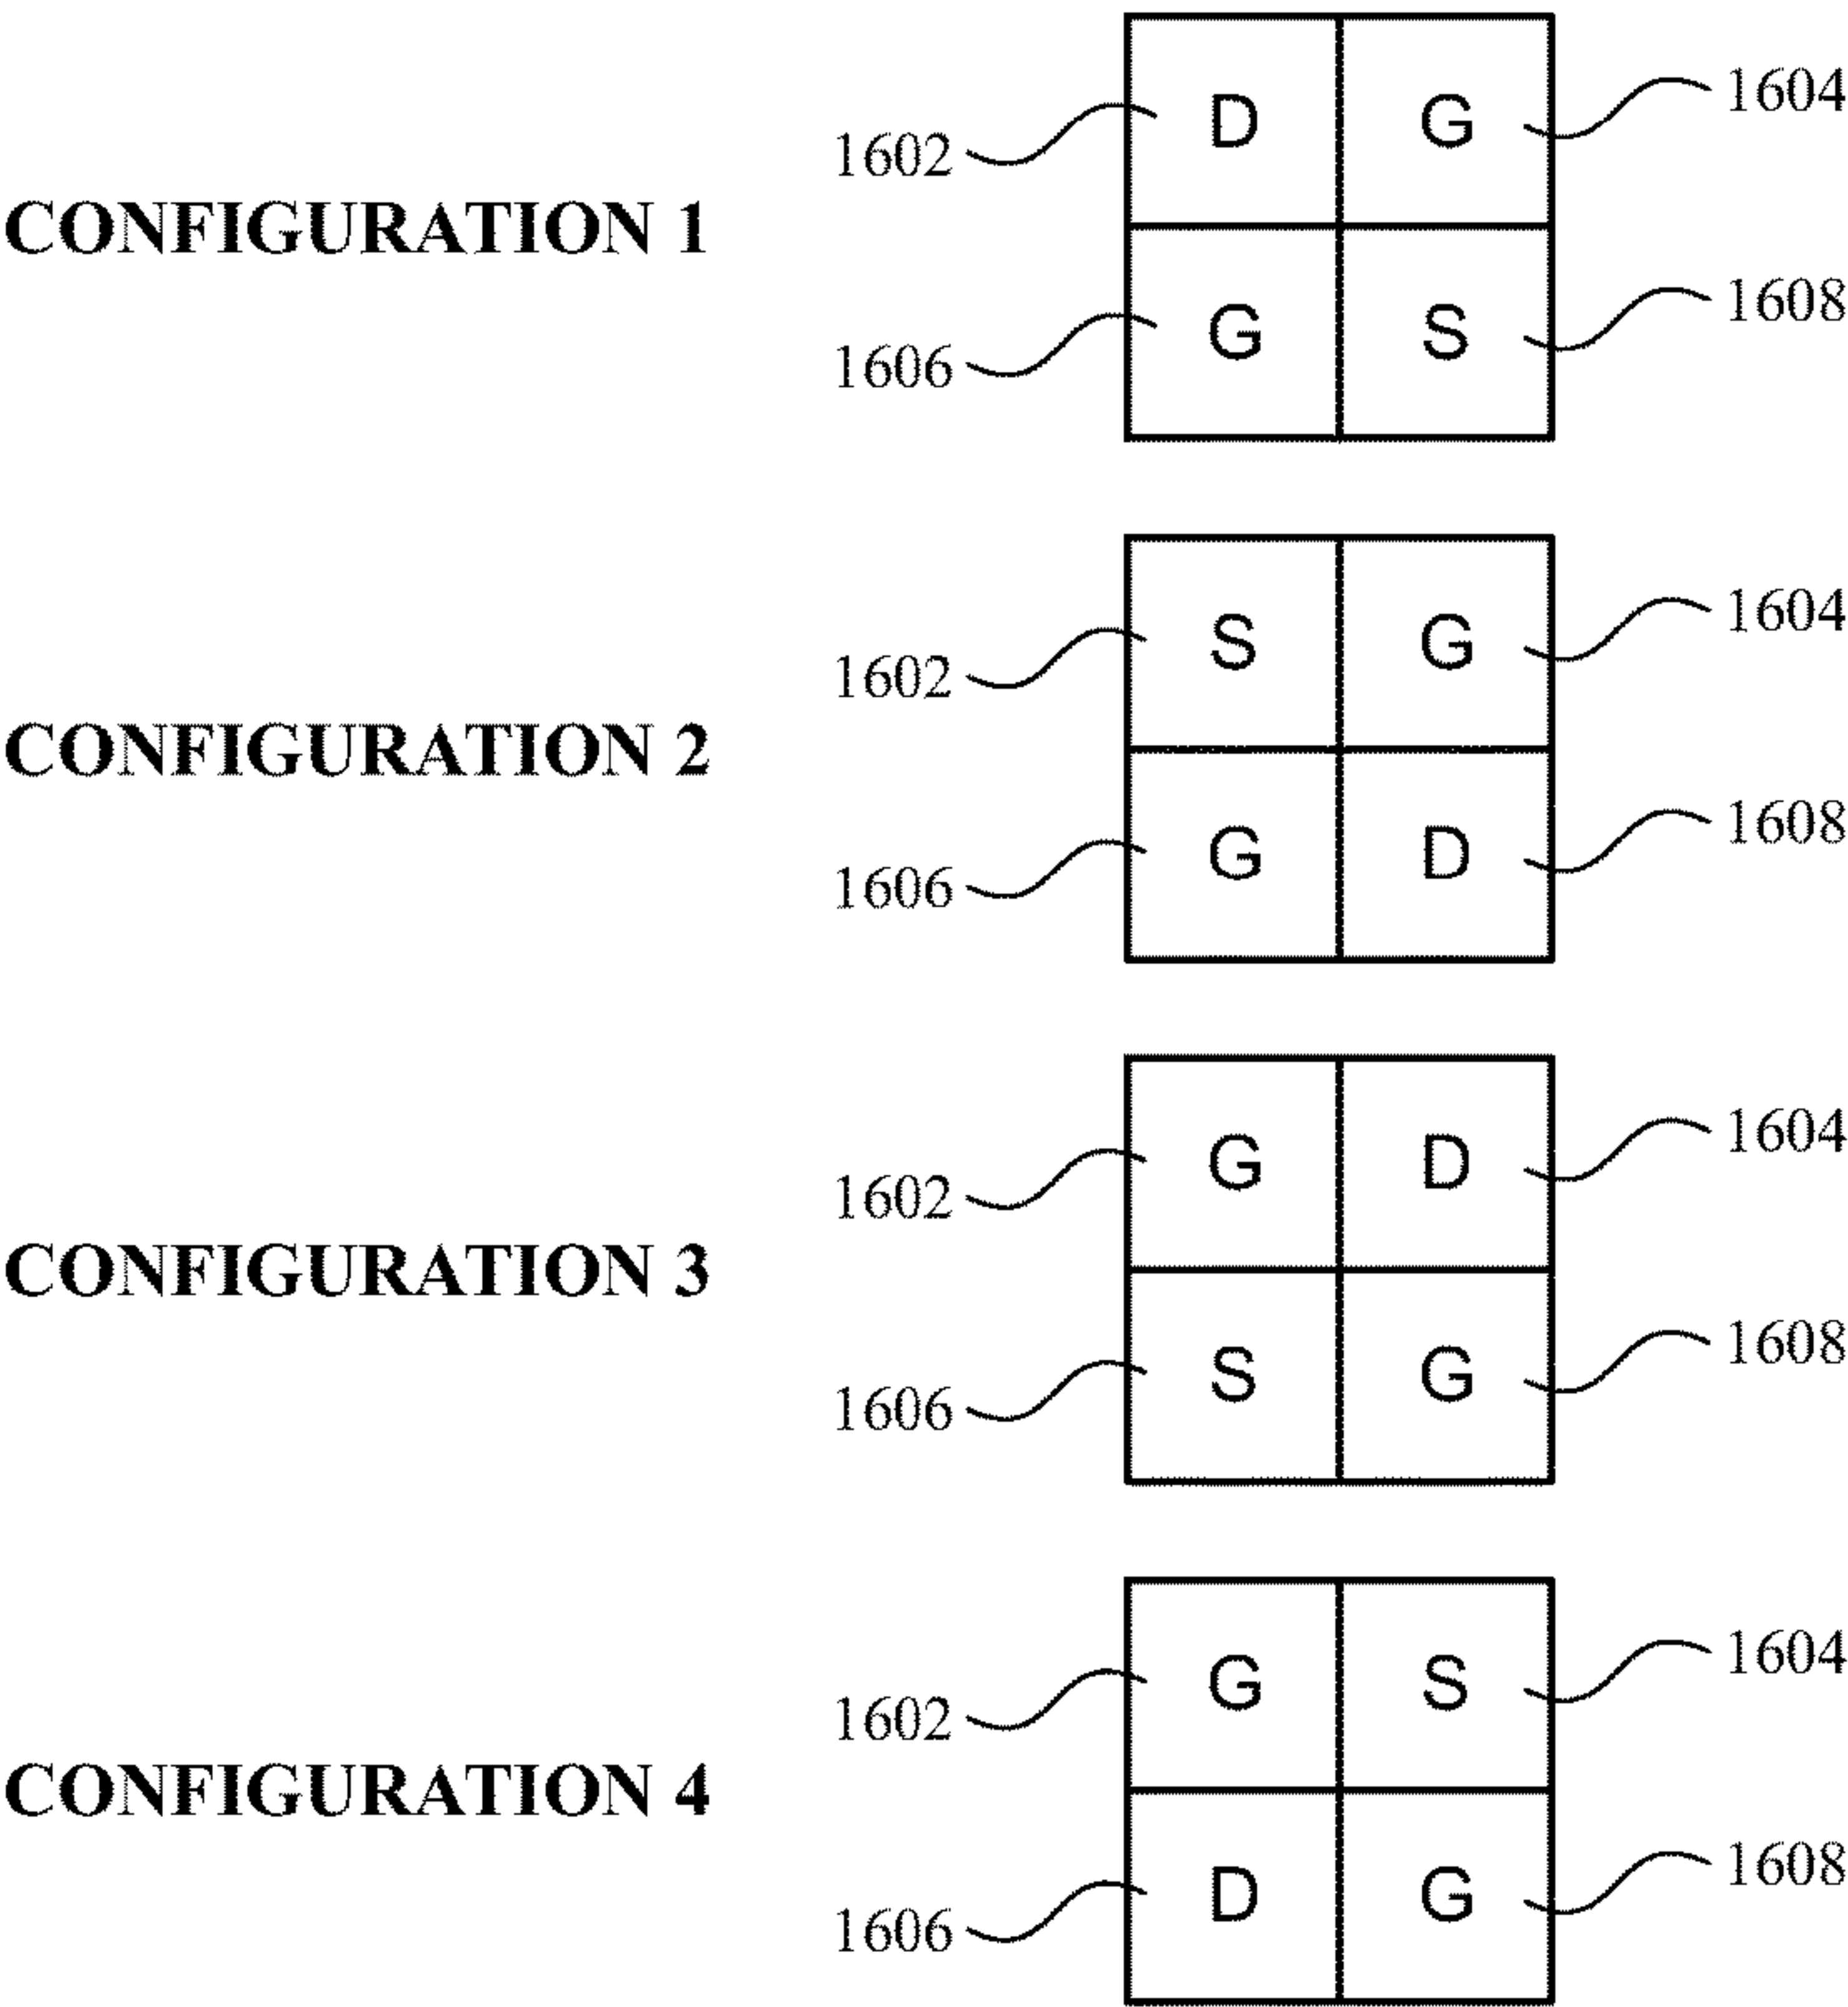 D G 1604
1602
CONFIGURATION 1
G S 1608
1606
S G 1604
1602
CONFIGURATION 2
G D 1608
1606
G D 1604
1602
CONFIGURATION 3
S G 1608
1606
G S 1604
1602
CONFIGURATION 4
D G 1608
1606